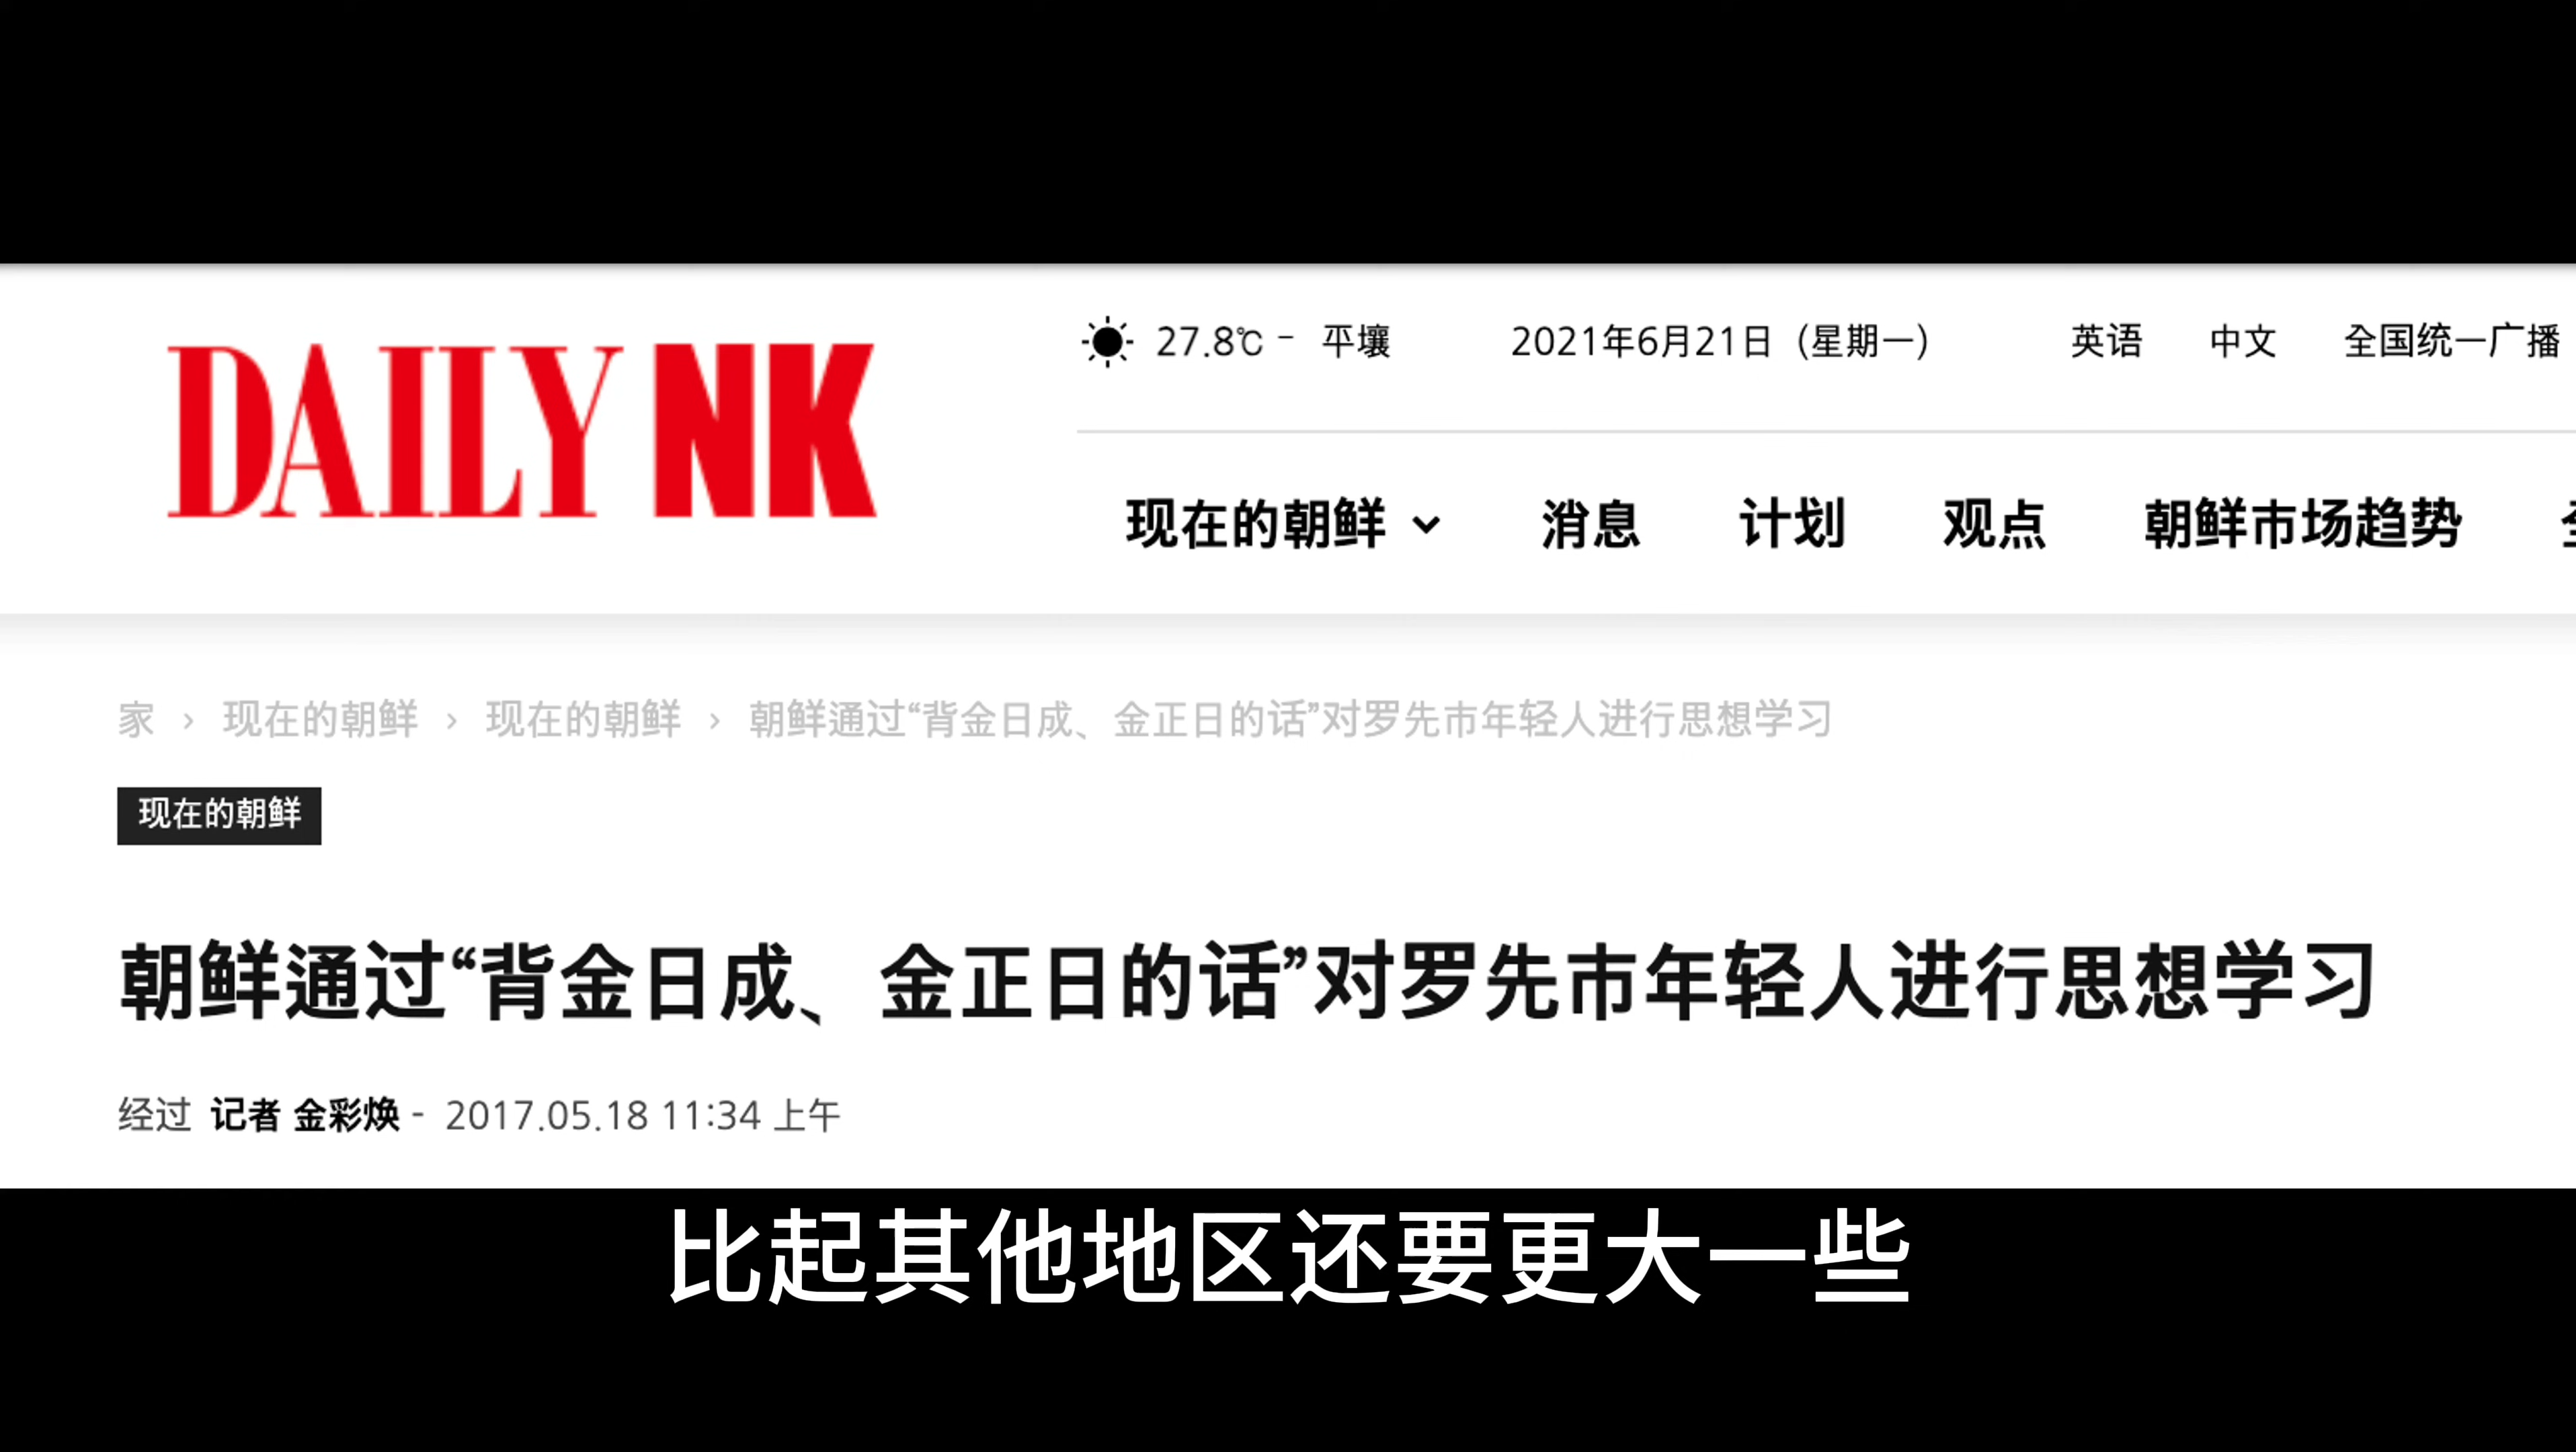 DAILY NK
27.8℃ - 平壤 2021年6月21日（星期一） 英语 中文 全国统一广播
现在的朝鲜 消息 计划 观点 朝鲜市场趋势
家 › 现在的朝鲜 › 现在的朝鲜 › 朝鲜通过“背金日成、金正日的话”对罗先市年轻人进行思想学习
现在的朝鲜
朝鲜通过“背金日成、金正日的话”对罗先市年轻人进行思想学习
经过 记者 金彩焕 - 2017.05.18 11:34 上午
比起其他地区还要更大一些